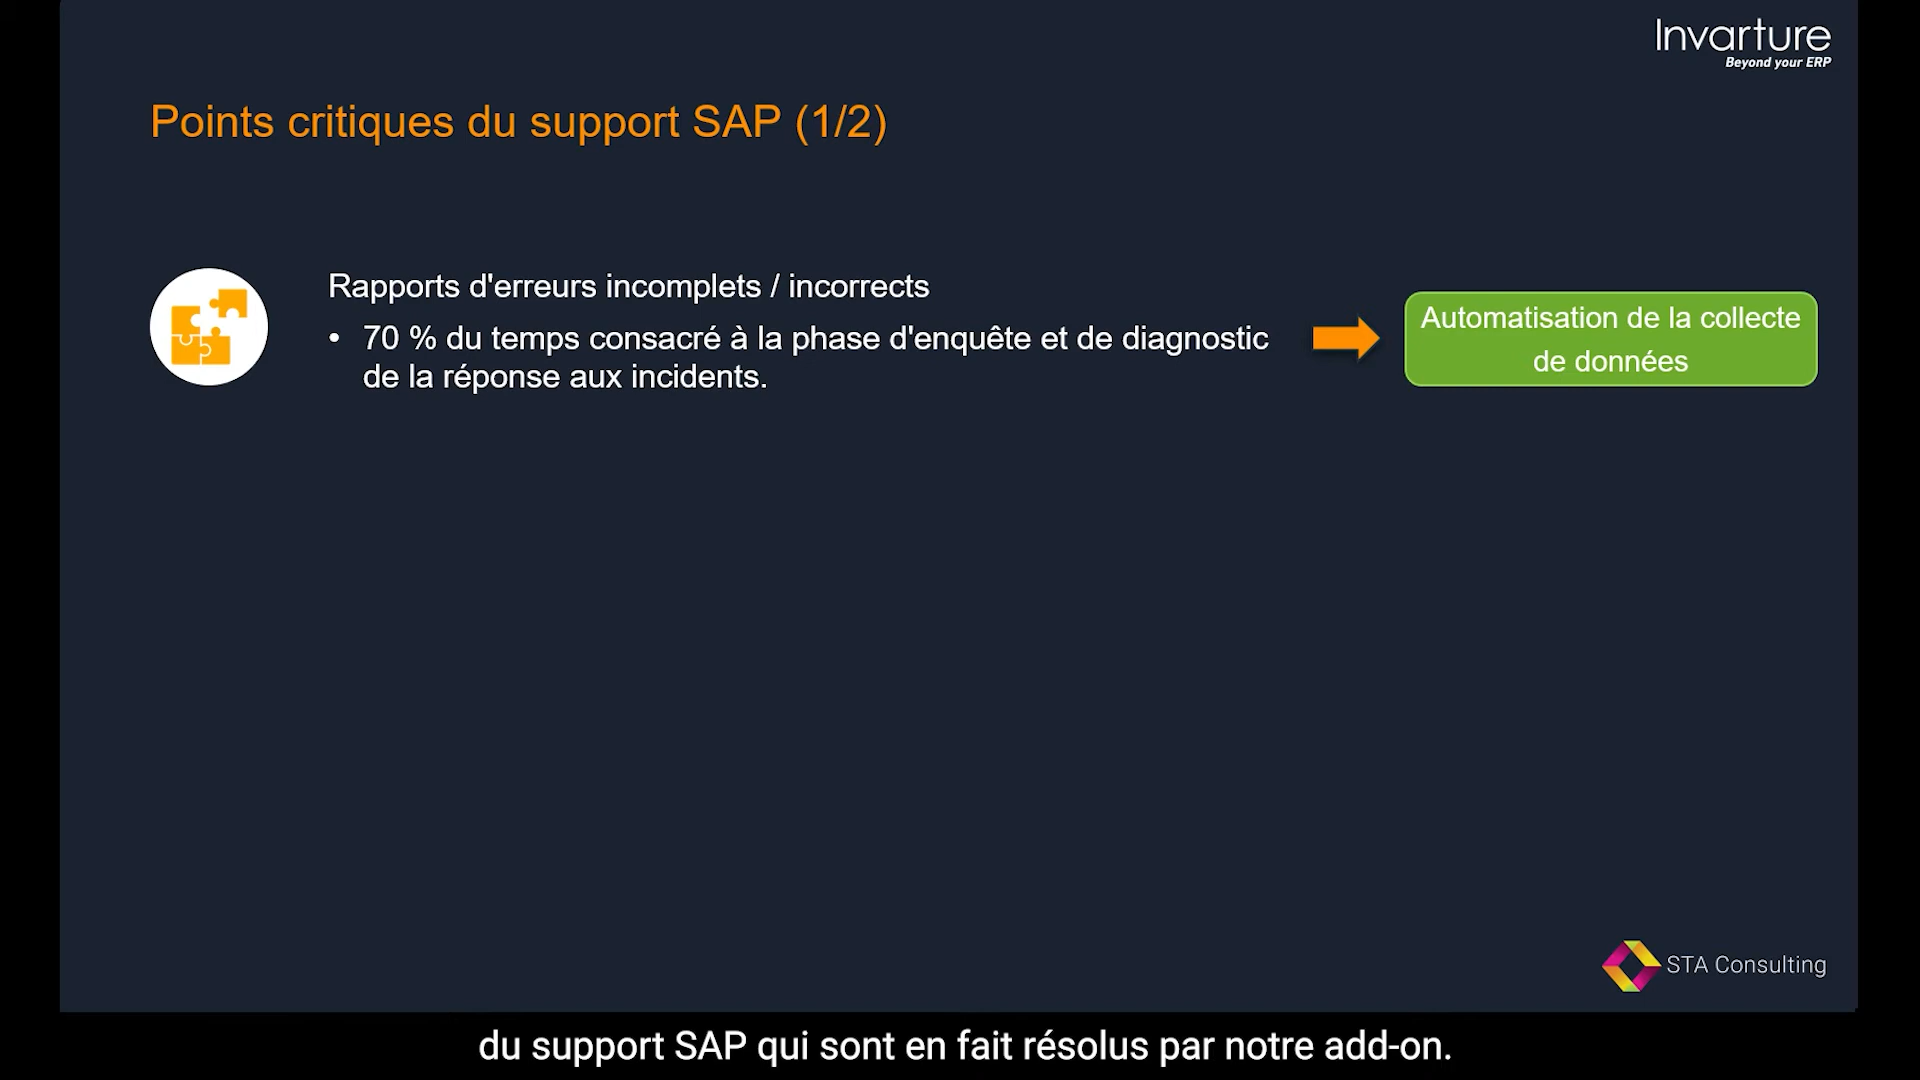 Invarture
Beyond your ERP
Points critiques du support SAP (1/2)
Rapports d'erreurs incomplets / incorrects
• 70 % du temps consacré à la phase d'enquête et de diagnostic
de la réponse aux incidents.
Automatisation de la collecte
de données
STA Consulting
du support SAP qui sont en fait résolus par notre add-on.